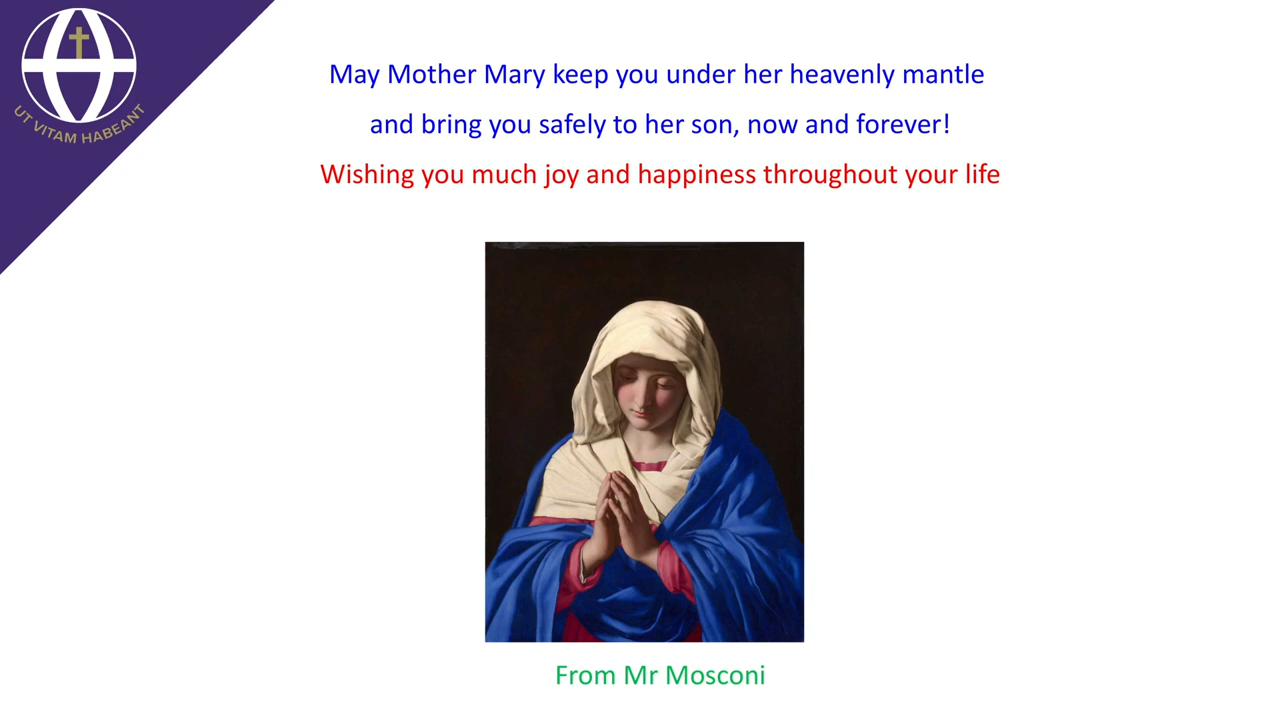 UT VITAM HABEANT
May Mother Mary keep you under her heavenly mantle
and bring you safely to her son, now and forever!
Wishing you much joy and happiness throughout your life
From Mr Mosconi